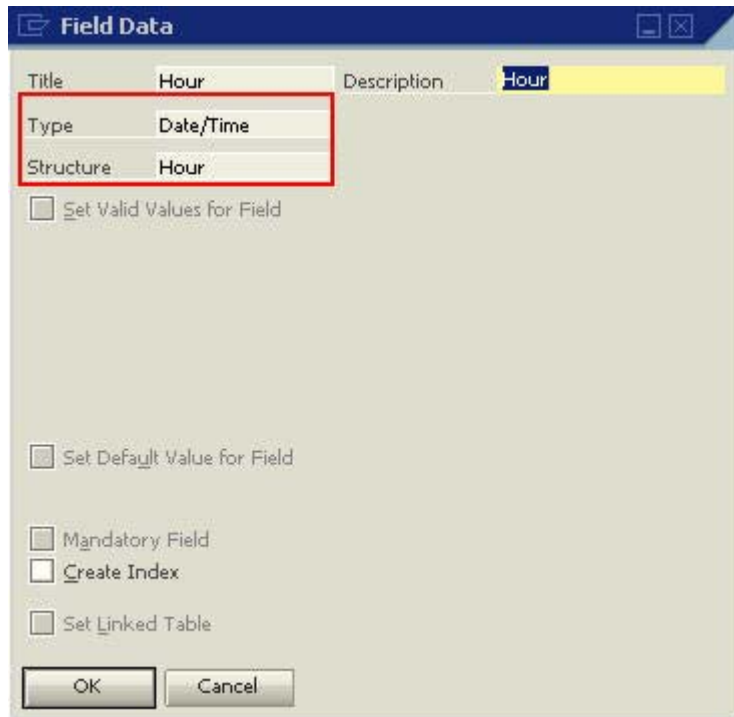 Field Data
Title Hour Description Hour
Type Date/Time
Structure Hour
Set Valid Values for Field
Set Default Value for Field
Mandatory Field
Create Index
Set Linked Table
OK Cancel